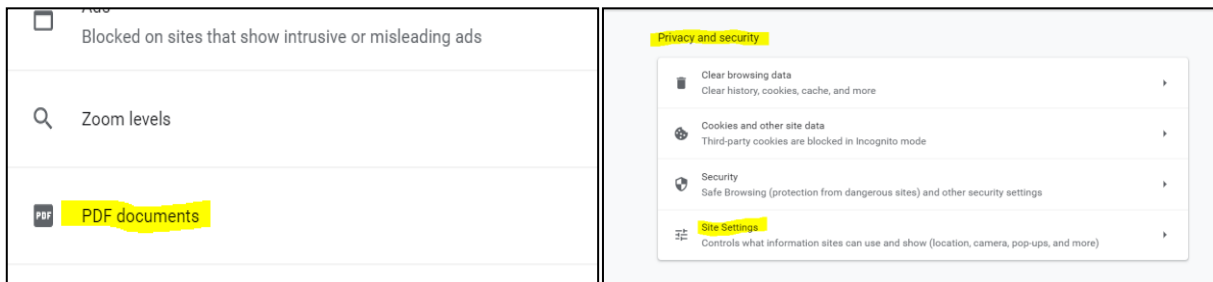 Ads
Blocked on sites that show intrusive or misleading ads
Zoom levels
PDF
PDF documents
Privacy and security
Clear browsing data
Clear history, cookies, cache, and more
Cookies and other site data
Third-party cookies are blocked in Incognito mode
Security
Safe Browsing (protection from dangerous sites) and other security settings
Site Settings
Controls what information sites can use and show (location, camera, pop-ups, and more)